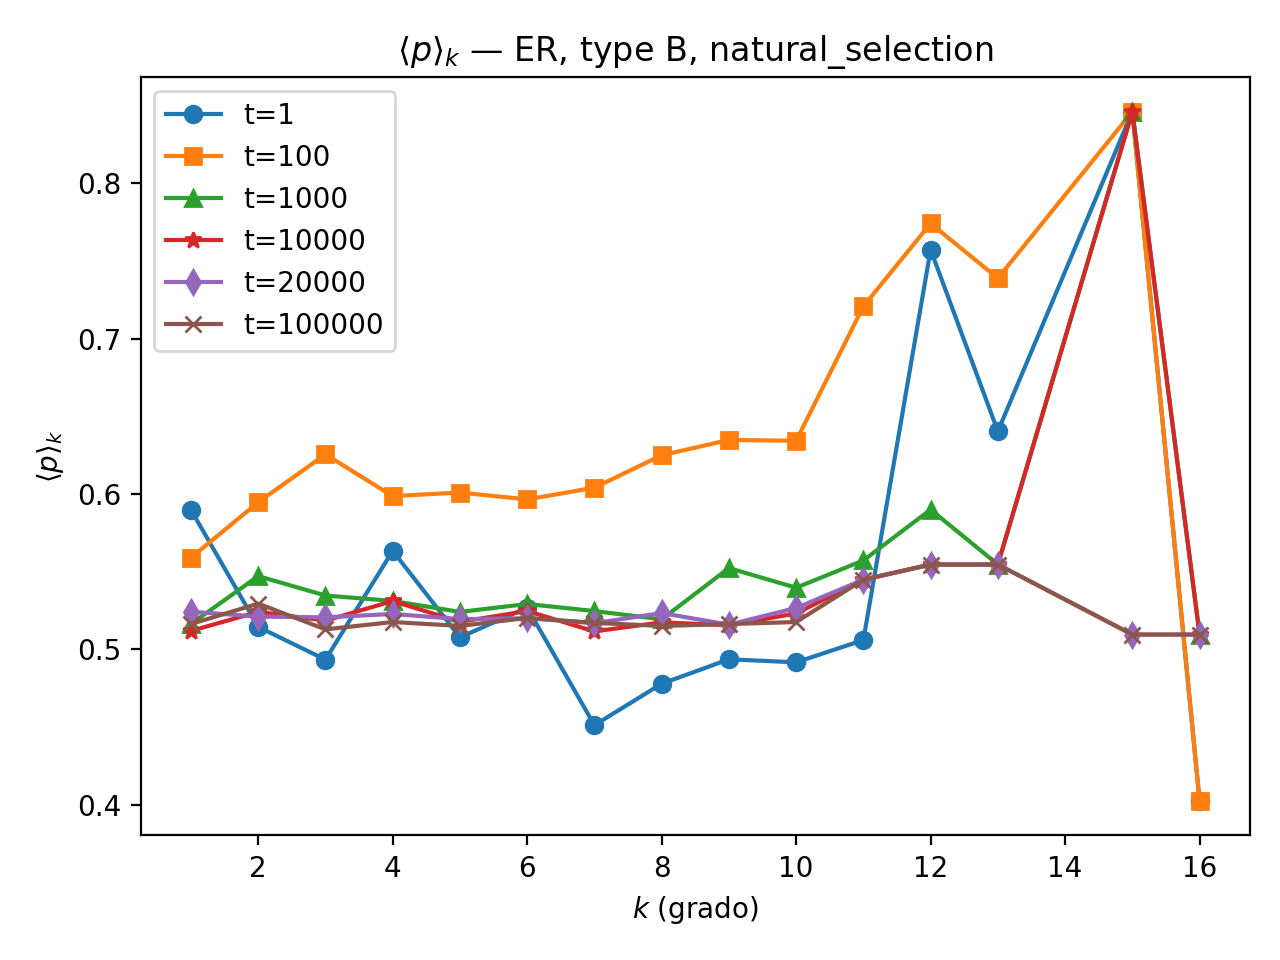 ⟨p⟩k — ER, type B, natural_selection
t=1
t=100
t=1000
t=10000
t=20000
t=100000
⟨p⟩k
0.8
0.7
0.6
0.5
0.4
2 4 6 8 10 12 14 16
k (grado)